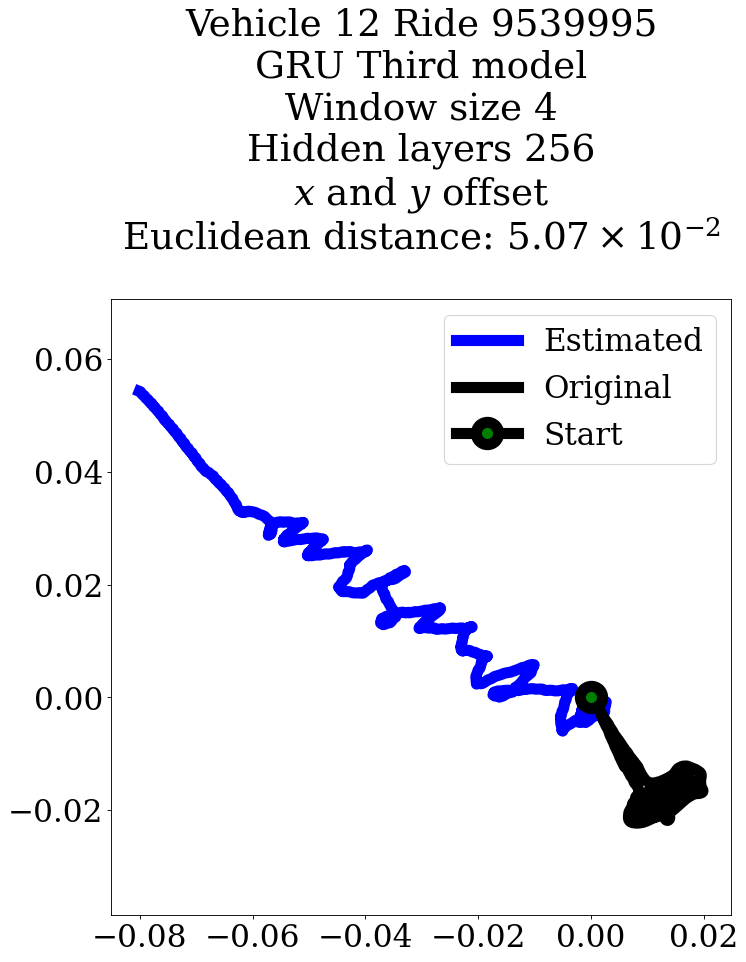 Vehicle 12 Ride 9539995
GRU Third model
Window size 4
Hidden layers 256
x and y offset
Euclidean distance: 5.07 × 10⁻²
Estimated
Original
Start
0.06
0.04
0.02
0.00
−0.02
−0.08 −0.06 −0.04 −0.02 0.00 0.02